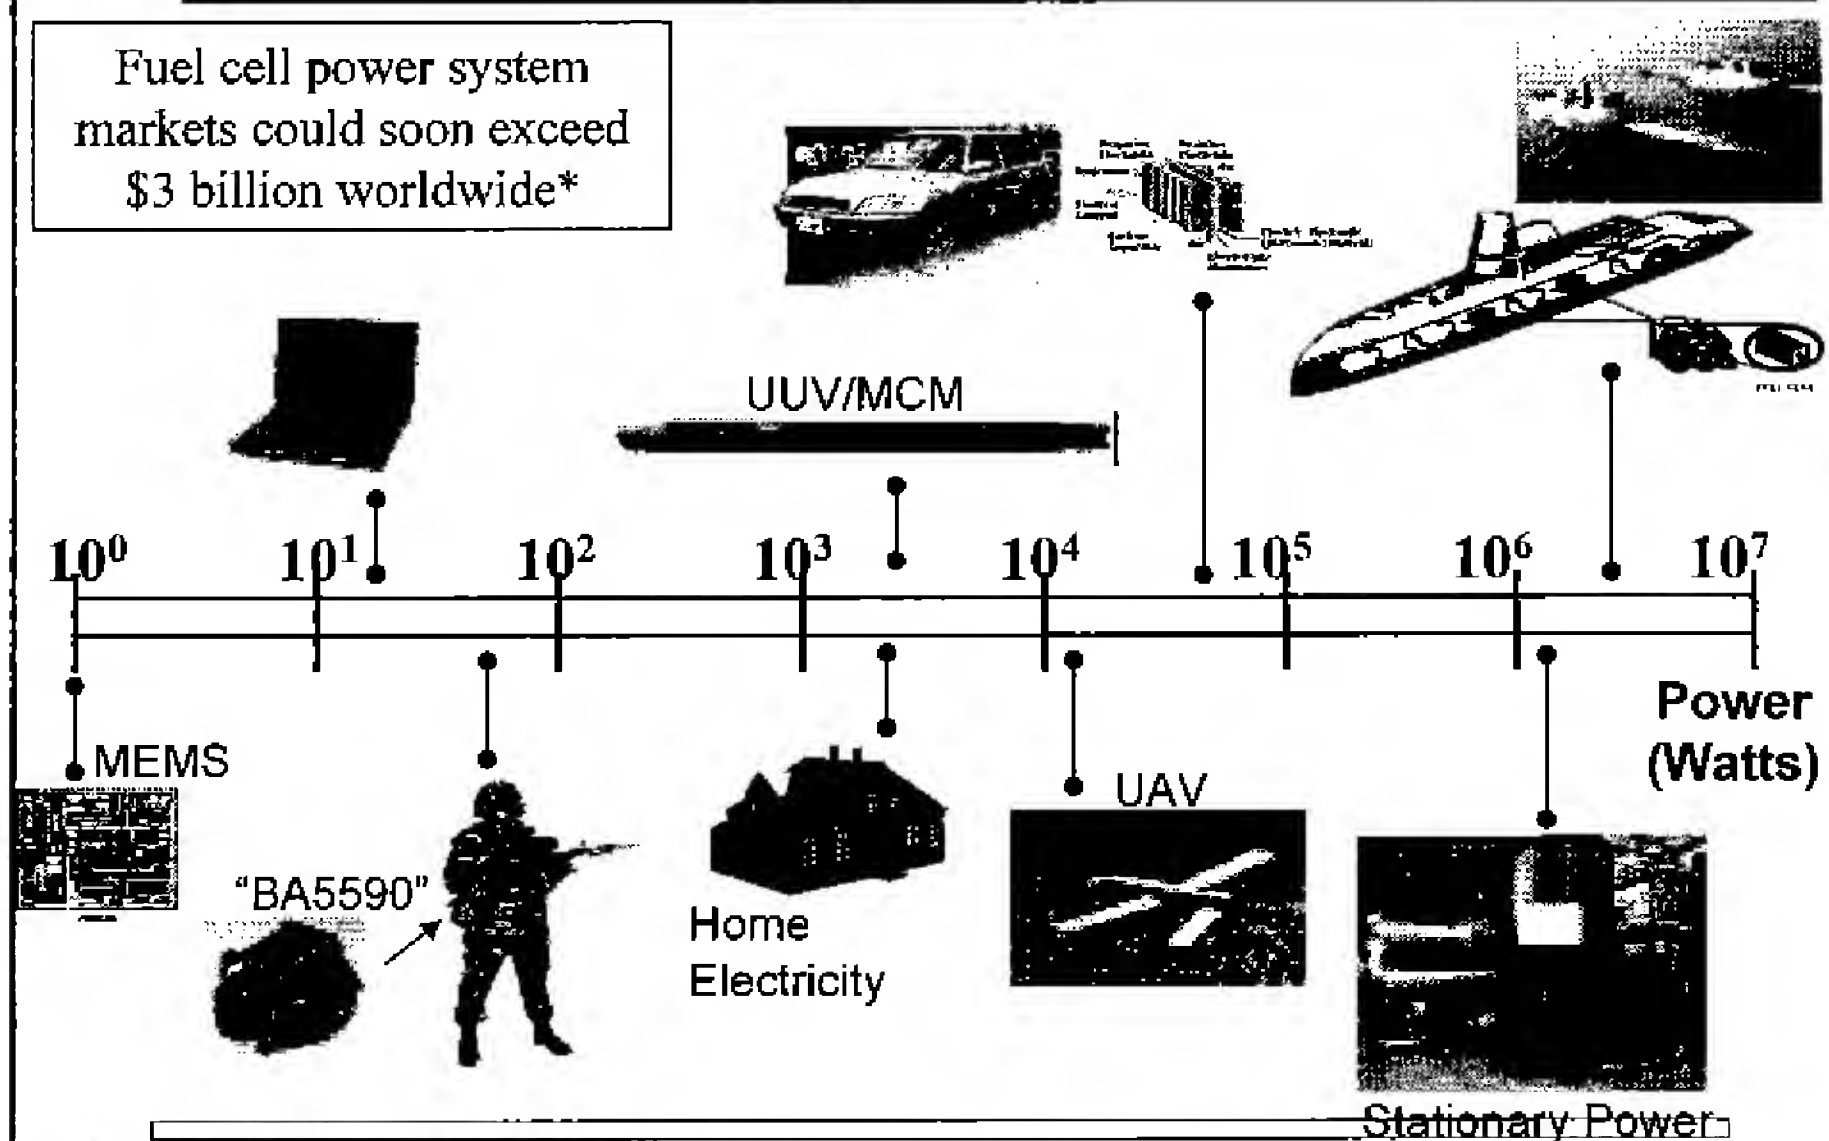 Fuel cell power system
markets could soon exceed
$3 billion worldwide*
UUV/MCM
10⁰ 10¹ 10² 10³ 10⁴ 10⁵ 10⁶ 10⁷
Power
(Watts)
MEMS
UAV
"BA5590"
Home
Electricity
Stationary Power